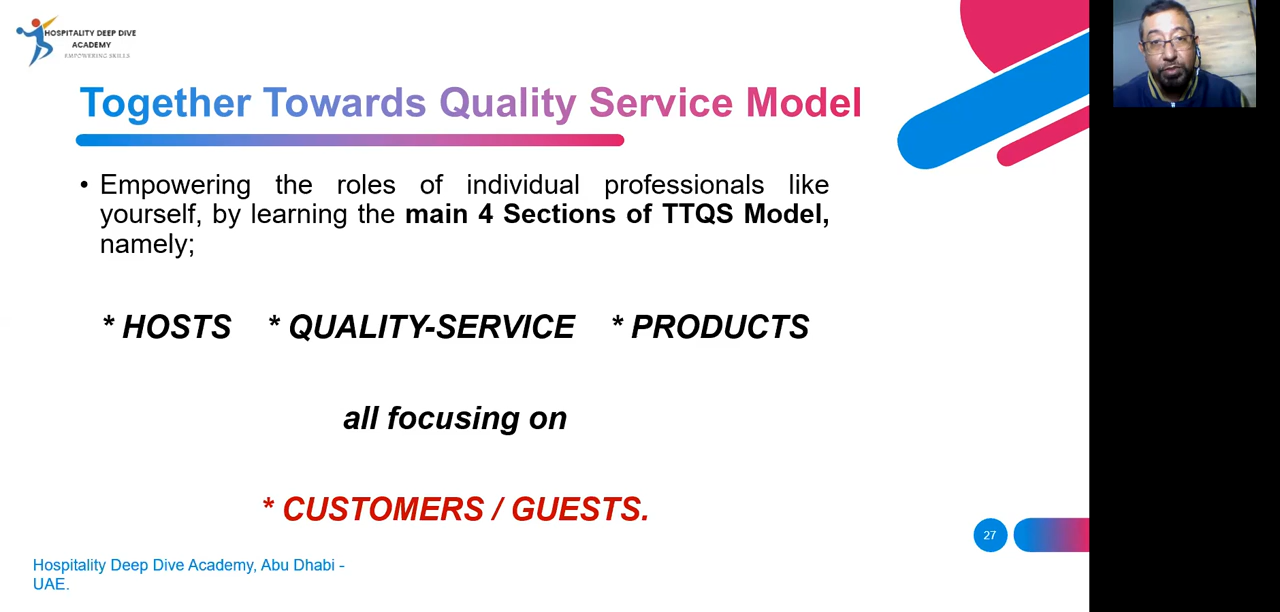 HOSPITALITY DEEP DIVE
ACADEMY
EMPOWERING SKILLS
Together Towards Quality Service Model
• Empowering the roles of individual professionals like
yourself, by learning the main 4 Sections of TTQS Model,
namely;
* HOSTS * QUALITY-SERVICE * PRODUCTS
all focusing on
* CUSTOMERS / GUESTS.
27
Hospitality Deep Dive Academy, Abu Dhabi -
UAE.